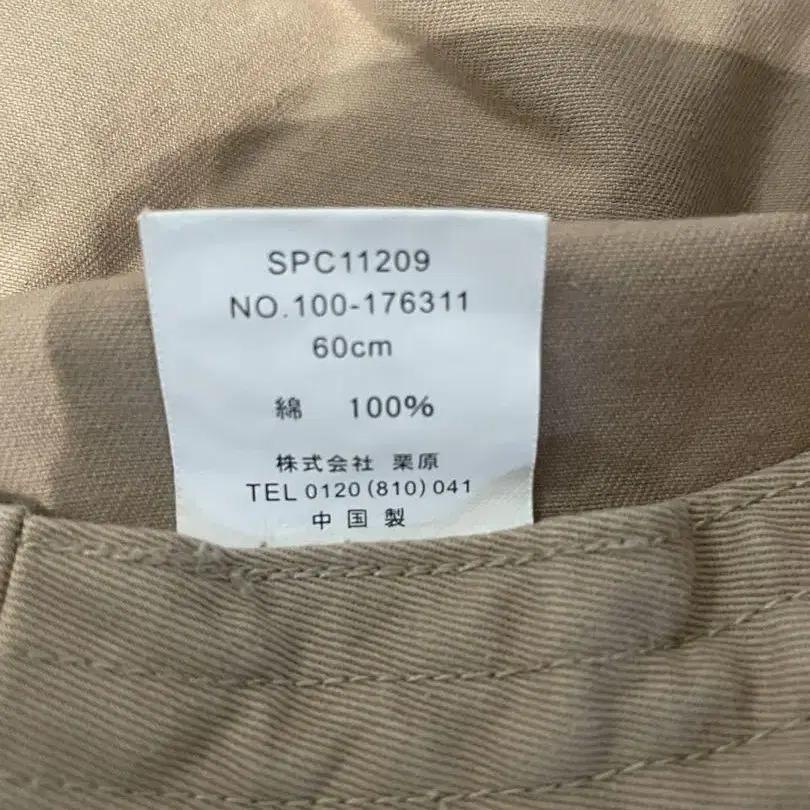 SPC11209
NO.100-176311
60cm
綿 100%
株式会社 栗原
TEL 0120(810)041
中国製